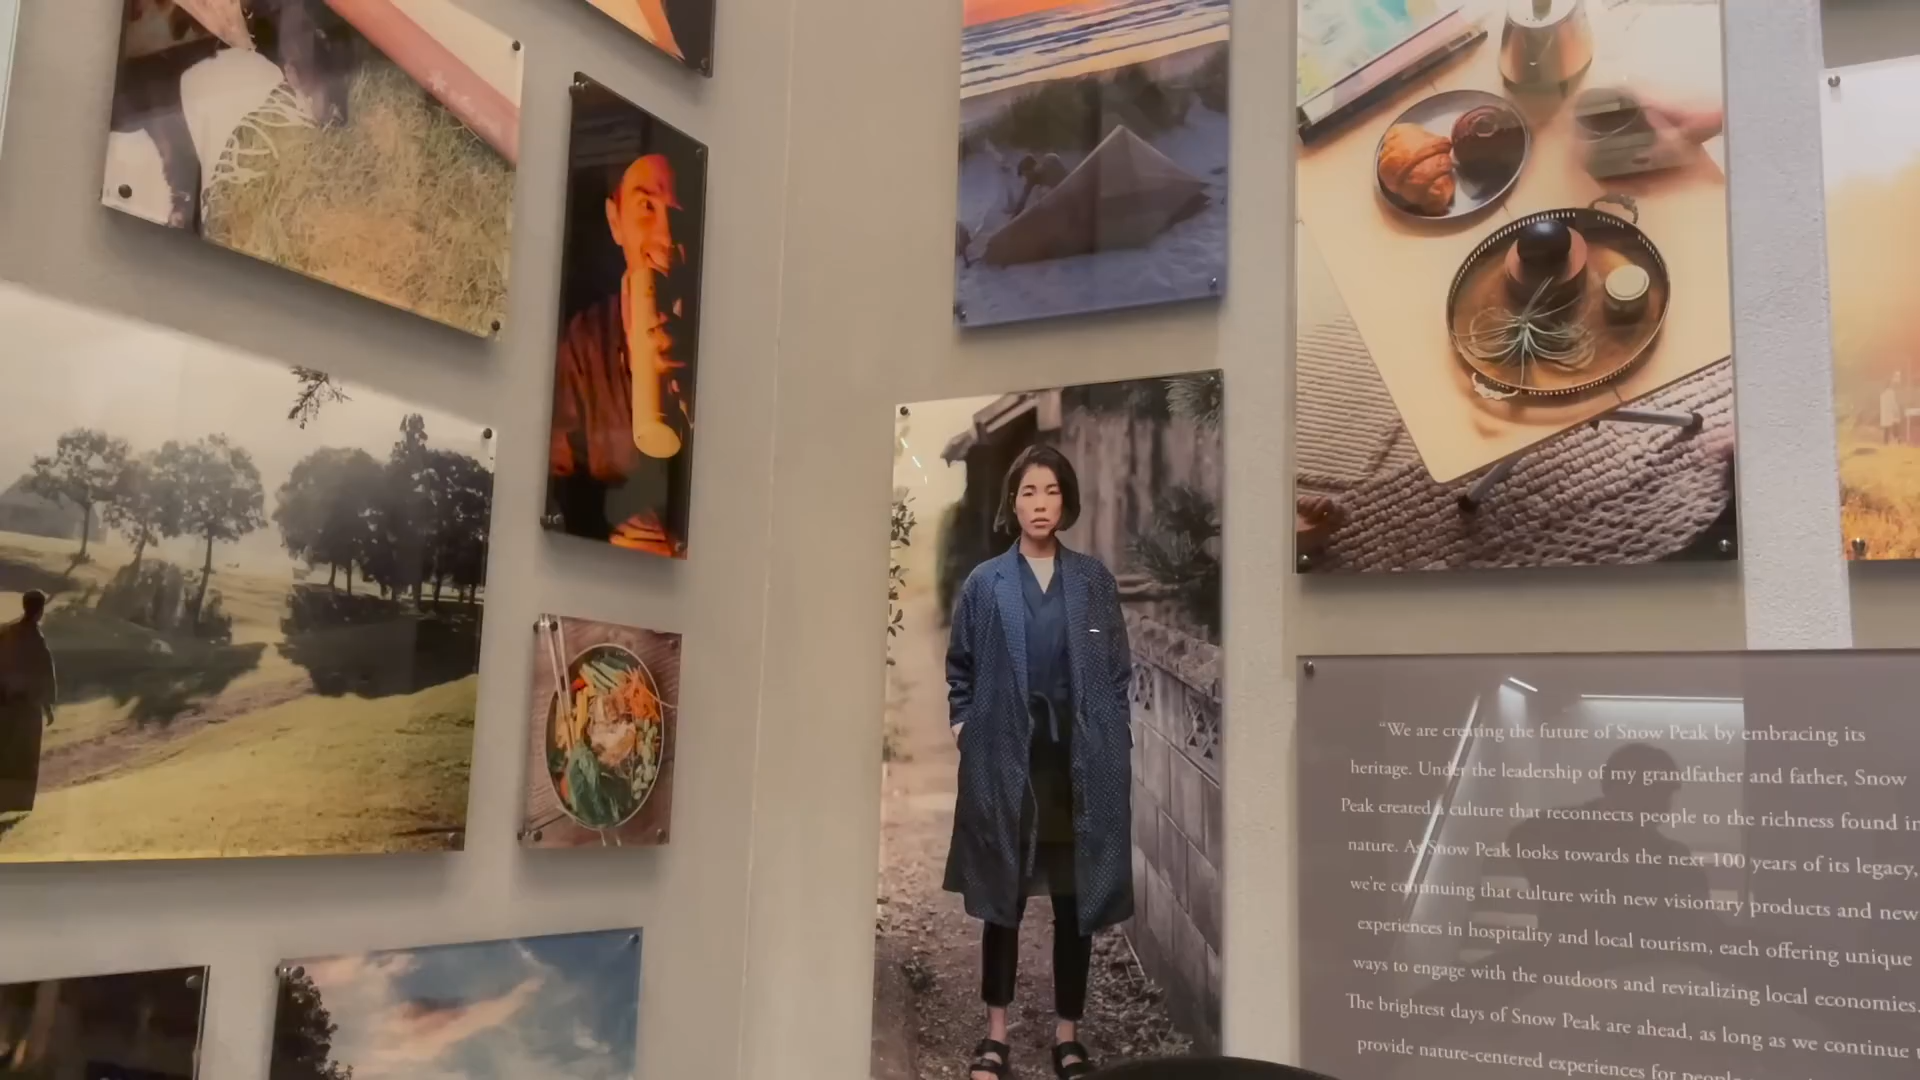 “We are creating the future of Snow Peak by embracing its
heritage. Under the leadership of my grandfather and father, Snow
Peak created a culture that reconnects people to the richness found in
nature. As Snow Peak looks towards the next 100 years of its legacy,
we're continuing that culture with new visionary products and new
experiences in hospitality and local tourism, each offering unique
ways to engage with the outdoors and revitalizing local economies.
The brightest days of Snow Peak are ahead, as long as we continue
provide nature-centered experiences for people